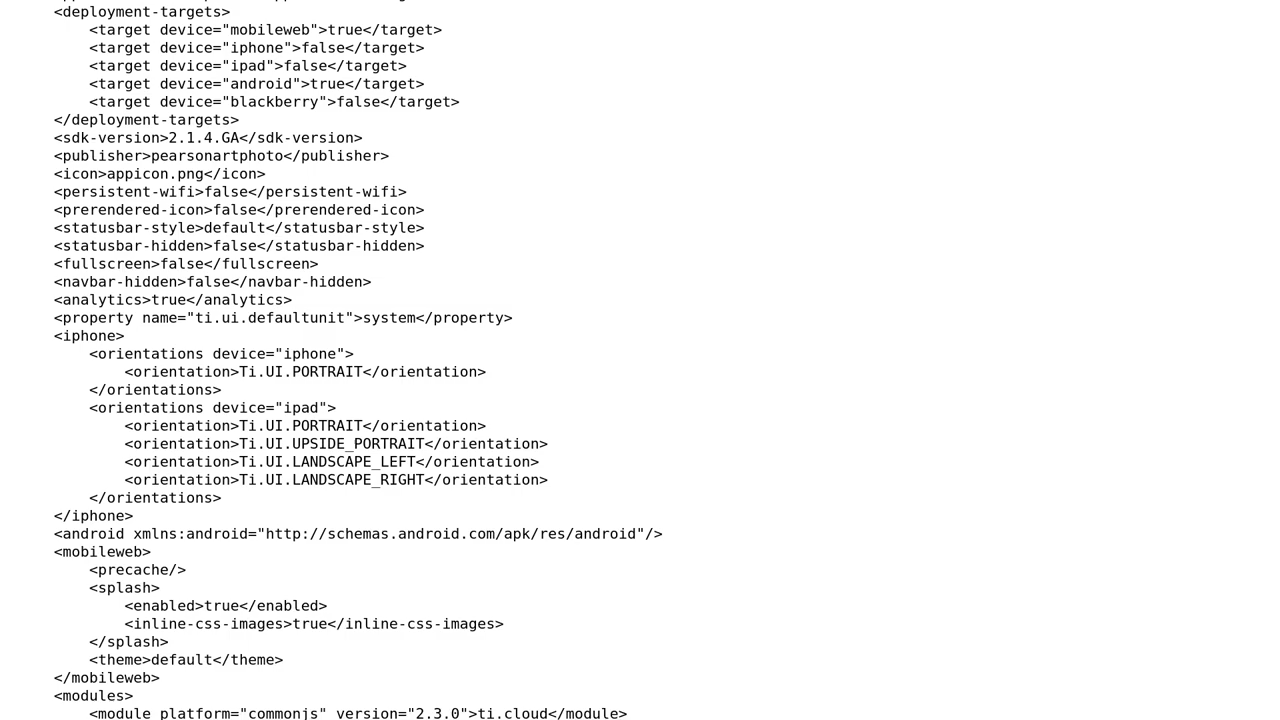 <deployment-targets>
<target device="mobileweb">true</target>
<target device="iphone">false</target>
<target device="ipad">false</target>
<target device="android">true</target>
<target device="blackberry">false</target>
</deployment-targets>
<sdk-version>2.1.4.GA</sdk-version>
<publisher>pearsonartphoto</publisher>
<icon>appicon.png</icon>
<persistent-wifi>false</persistent-wifi>
<prerendered-icon>false</prerendered-icon>
<statusbar-style>default</statusbar-style>
<statusbar-hidden>false</statusbar-hidden>
<fullscreen>false</fullscreen>
<navbar-hidden>false</navbar-hidden>
<analytics>true</analytics>
<property name="ti.ui.defaultunit">system</property>
<iphone>
<orientations device="iphone">
<orientation>Ti.UI.PORTRAIT</orientation>
</orientations>
<orientations device="ipad">
<orientation>Ti.UI.PORTRAIT</orientation>
<orientation>Ti.UI.UPSIDE_PORTRAIT</orientation>
<orientation>Ti.UI.LANDSCAPE_LEFT</orientation>
<orientation>Ti.UI.LANDSCAPE_RIGHT</orientation>
</orientations>
</iphone>
<android xmlns:android="http://schemas.android.com/apk/res/android"/>
<mobileweb>
<precache/>
<splash>
<enabled>true</enabled>
<inline-css-images>true</inline-css-images>
</splash>
<theme>default</theme>
</mobileweb>
<modules>
<module platform="commonjs" version="2.3.0">ti.cloud</module>